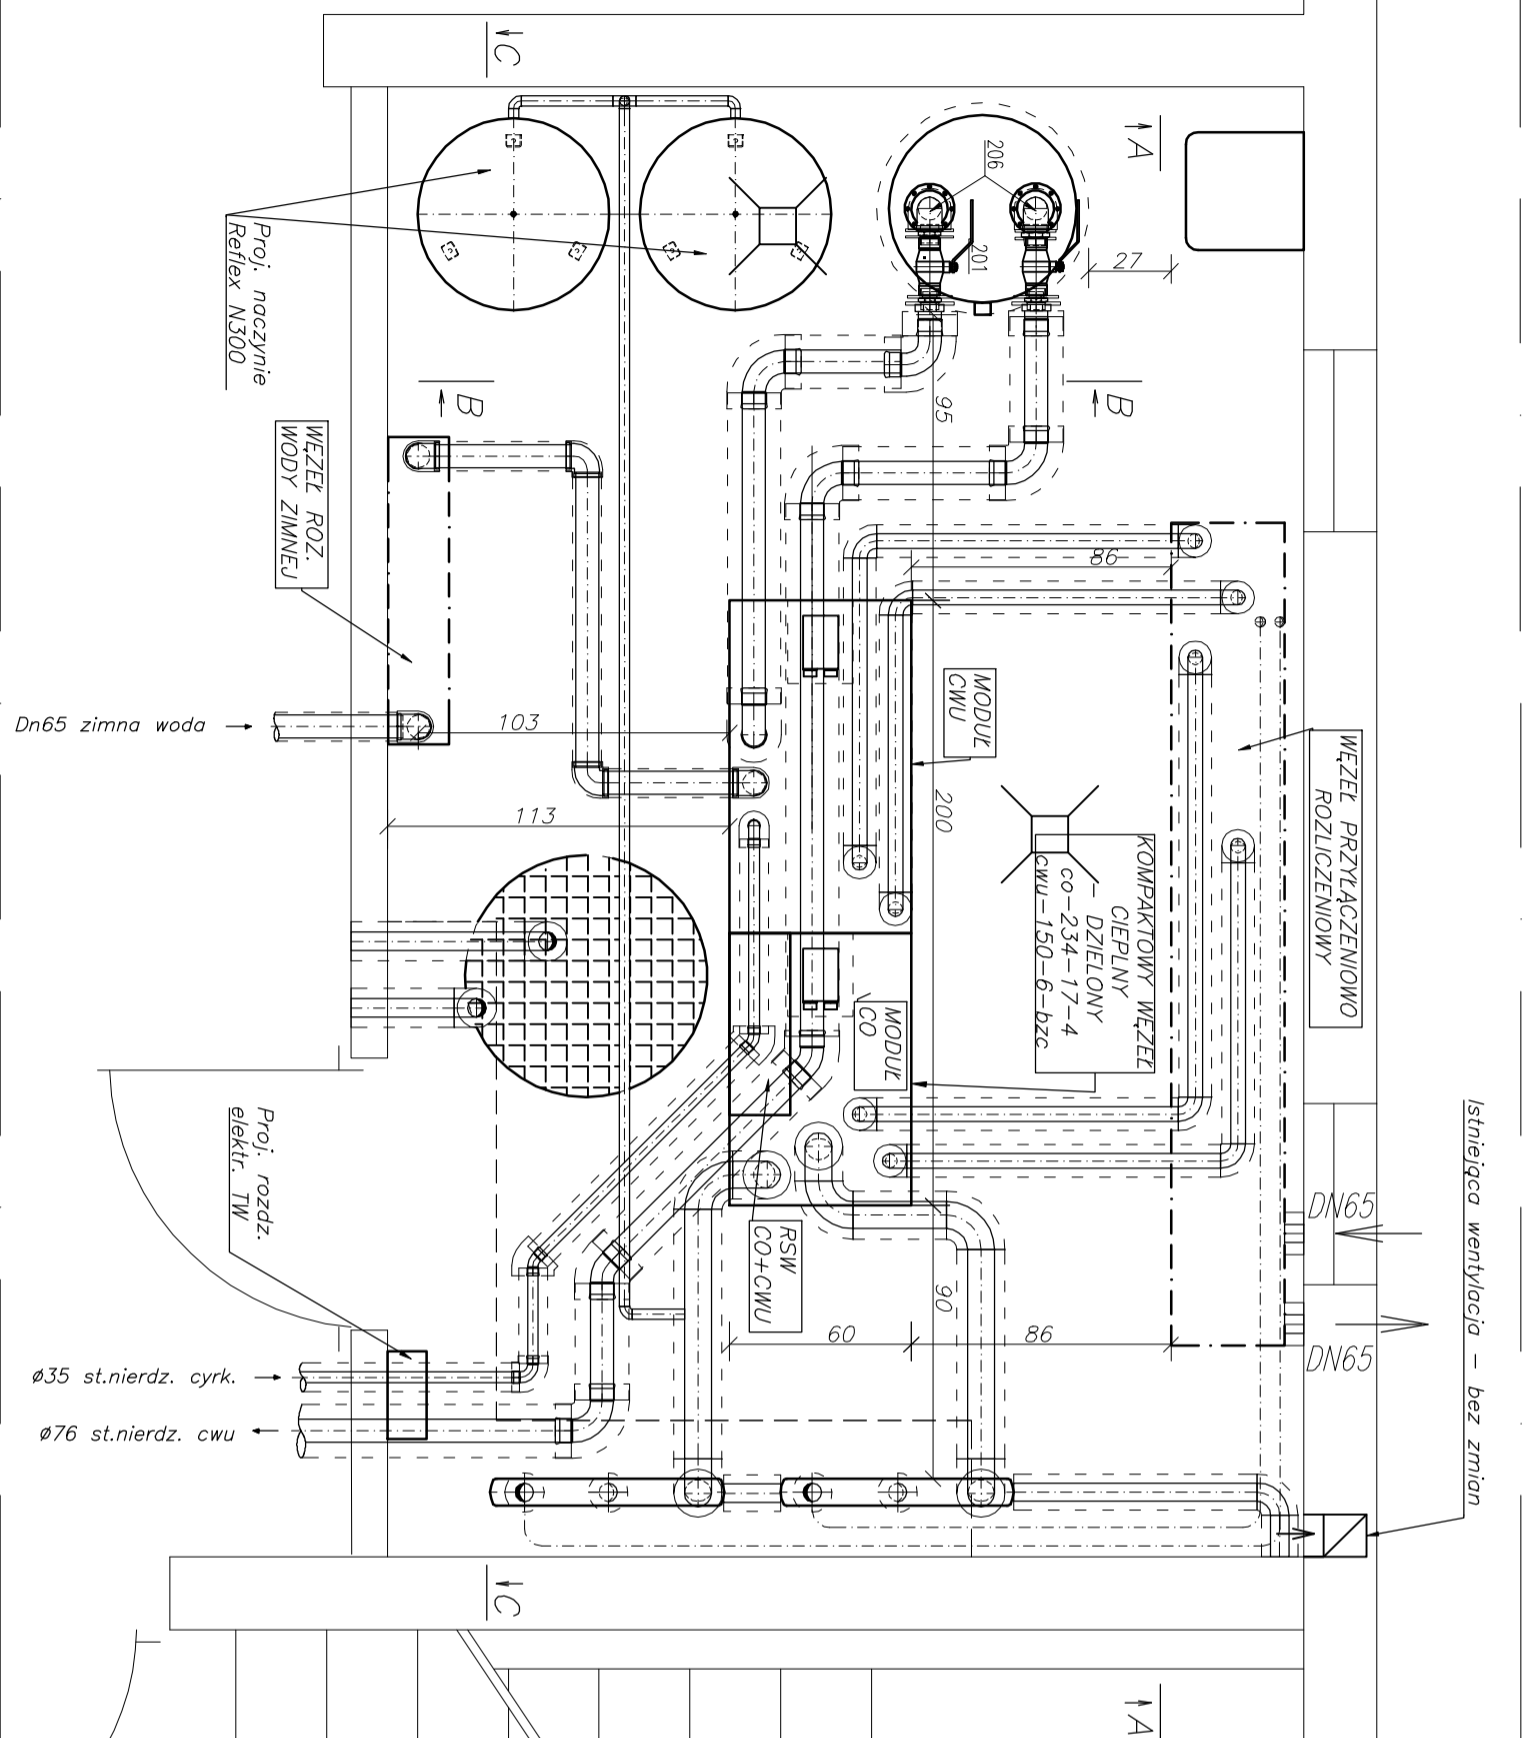 C
A
206
201
27
Proj. naczynie
Reflex N300
B
B
95
WĘZEŁ ROZ.
WODY ZIMNEJ
86
MODUŁ
CWU
Dn65 zimna woda
103
113
200
WĘZEŁ PRZYŁĄCZENIOWO
ROZLICZENIOWY
KOMPAKTOWY WĘZEŁ
CIEPLNY
– DZIELONY
co-234-17-4
cwu-150-6-bzc
MODUŁ
CO
Proj. rozdz.
elektr. TW
RSW
CO+CWU
DN65
Istniejąca wentylacja – bez zmian
90
60
86
DN65
ø35 st.nierdz. cyrk.
ø76 st.nierdz. cwu
C
A